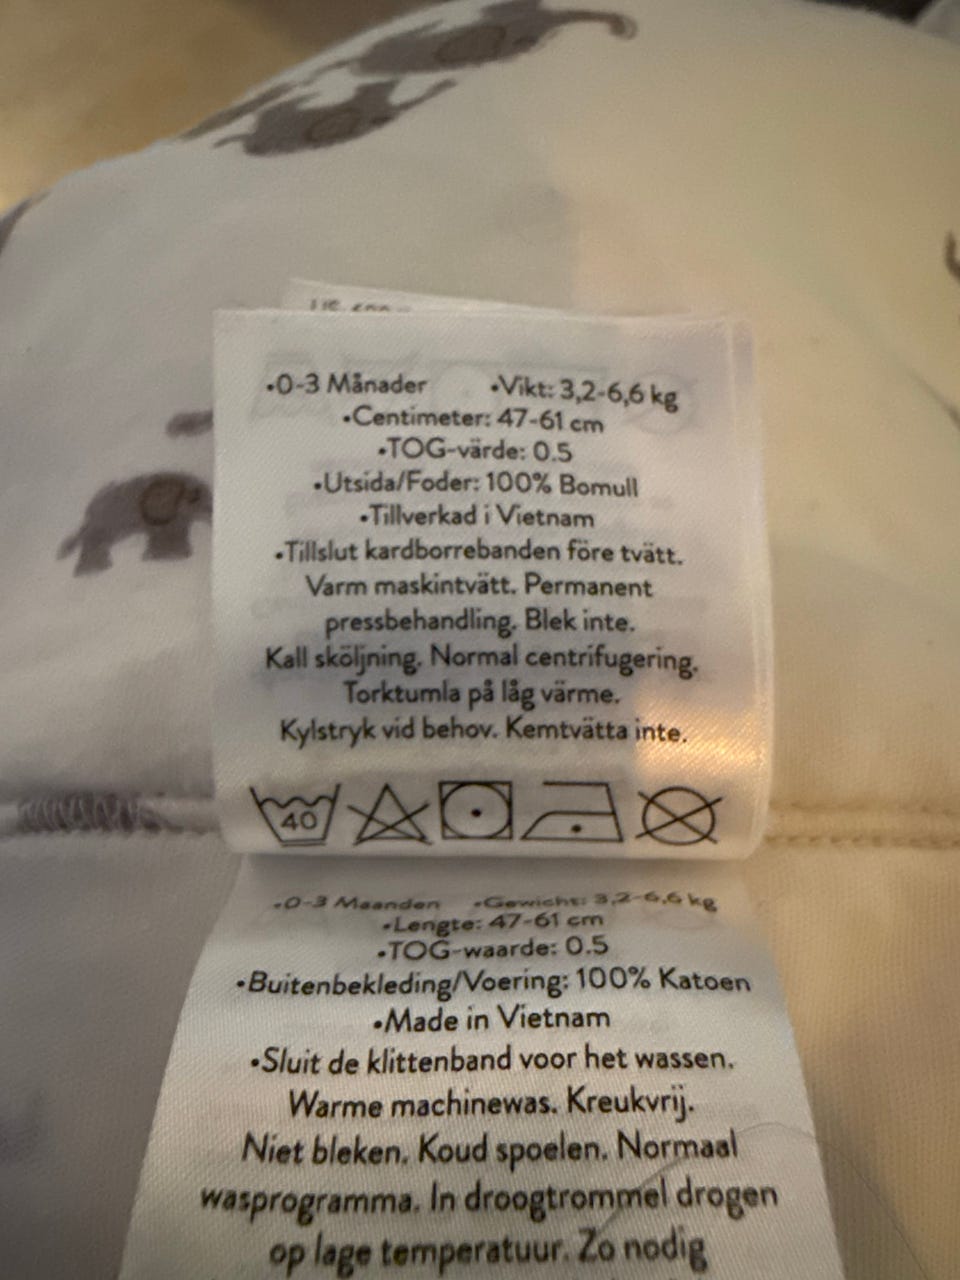 •0-3 Månader •Vikt: 3,2-6,6 kg
•Centimeter: 47-61 cm
•TOG-värde: 0.5
•Utsida/Foder: 100% Bomull
•Tillverkad i Vietnam
•Tillslut kardborrebanden före tvätt.
Varm maskintvätt. Permanent
pressbehandling. Blek inte.
Kall sköljning. Normal centrifugering.
Torktumla på låg värme.
Kylstryk vid behov. Kemtvätta inte.
40
•0-3 Maanden •Gewicht: 3,2-6,6 kg
•Lengte: 47-61 cm
•TOG-waarde: 0.5
•Buitenbekleding/Voering: 100% Katoen
•Made in Vietnam
•Sluit de klittenband voor het wassen.
Warme machinewas. Kreukvrij.
Niet bleken. Koud spoelen. Normaal
wasprogramma. In droogtrommel drogen
op lage temperatuur. Zo nodig